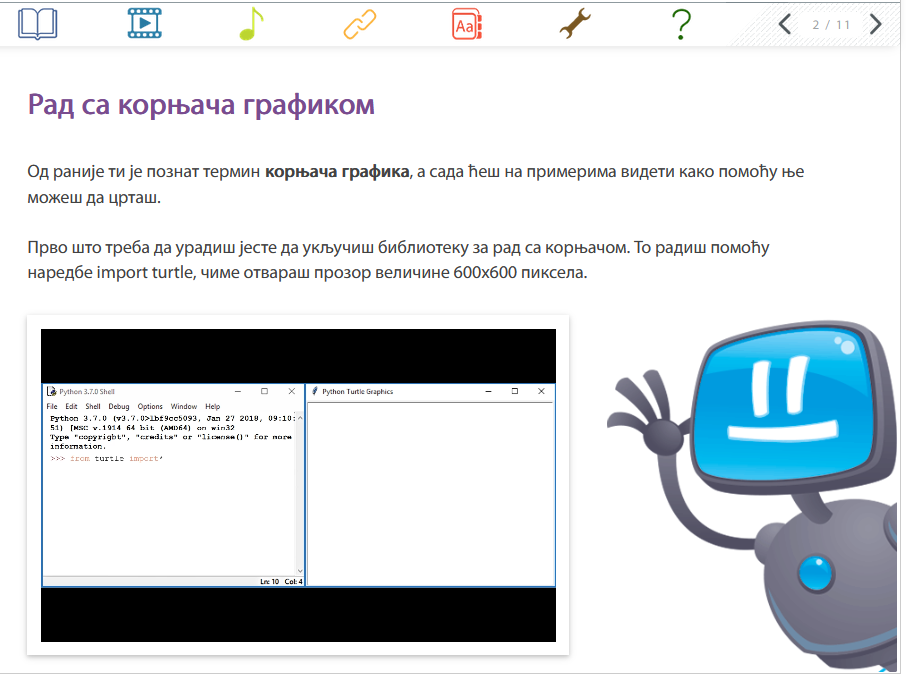 Aa
2 / 11
Рад са корњача графиком
Од раније ти је познат термин корњача графика, а сада ћеш на примерима видети како помоћу ње
можеш да црташ.
Прво што треба да урадиш јесте да укључиш библиотеку за рад са корњачом. То радиш помоћу
наредбе import turtle, чиме отвараш прозор величине 600x600 пиксела.
Python 3.7.0 Shell
File Edit Shell Debug Options Window Help
Python 3.7.0 (v3.7.0:1bf9cc5093, Jan 27 2018, 09:10:
51) [MSC v.1914 64 bit (AMD64) on win32
Type "copyright", "credits" or "license()" for more
information.
>>> from turtle import*
Ln: 10 Col: 4
Python Turtle Graphics